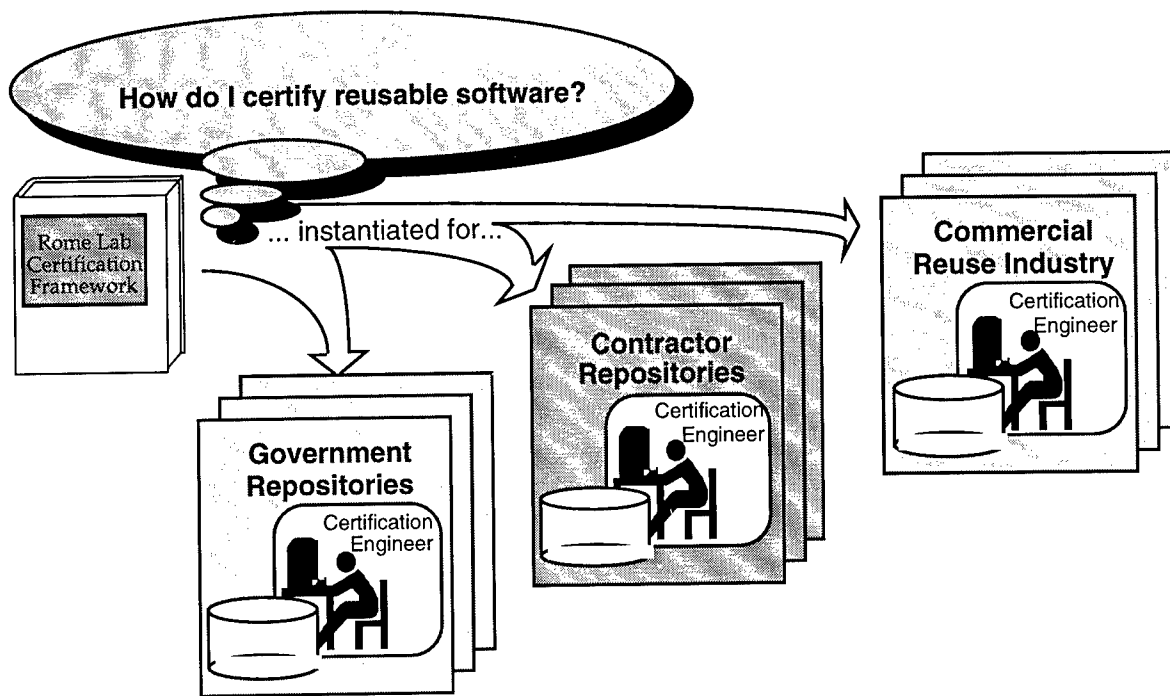 How do I certify reusable software?
Rome Lab
Certification
Framework
... instantiated for...
Commercial
Reuse Industry
Certification
Engineer
Contractor
Repositories
Certification
Engineer
Government
Repositories
Certification
Engineer